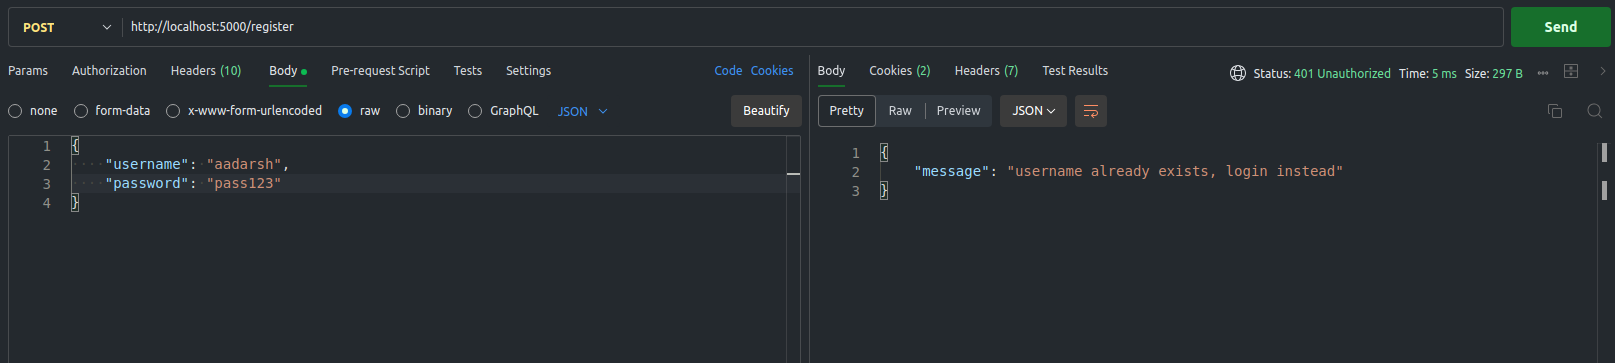 POST http://localhost:5000/register Send
Params Authorization Headers (10) Body Pre-request Script Tests Settings Code Cookies
none form-data x-www-form-urlencoded raw binary GraphQL JSON Beautify
1 {
2 "username": "aadarsh",
3 "password": "pass123"
4 }
Body Cookies (2) Headers (7) Test Results Status: 401 Unauthorized Time: 5 ms Size: 297 B
Pretty Raw Preview JSON
1 {
2 "message": "username already exists, login instead"
3 }